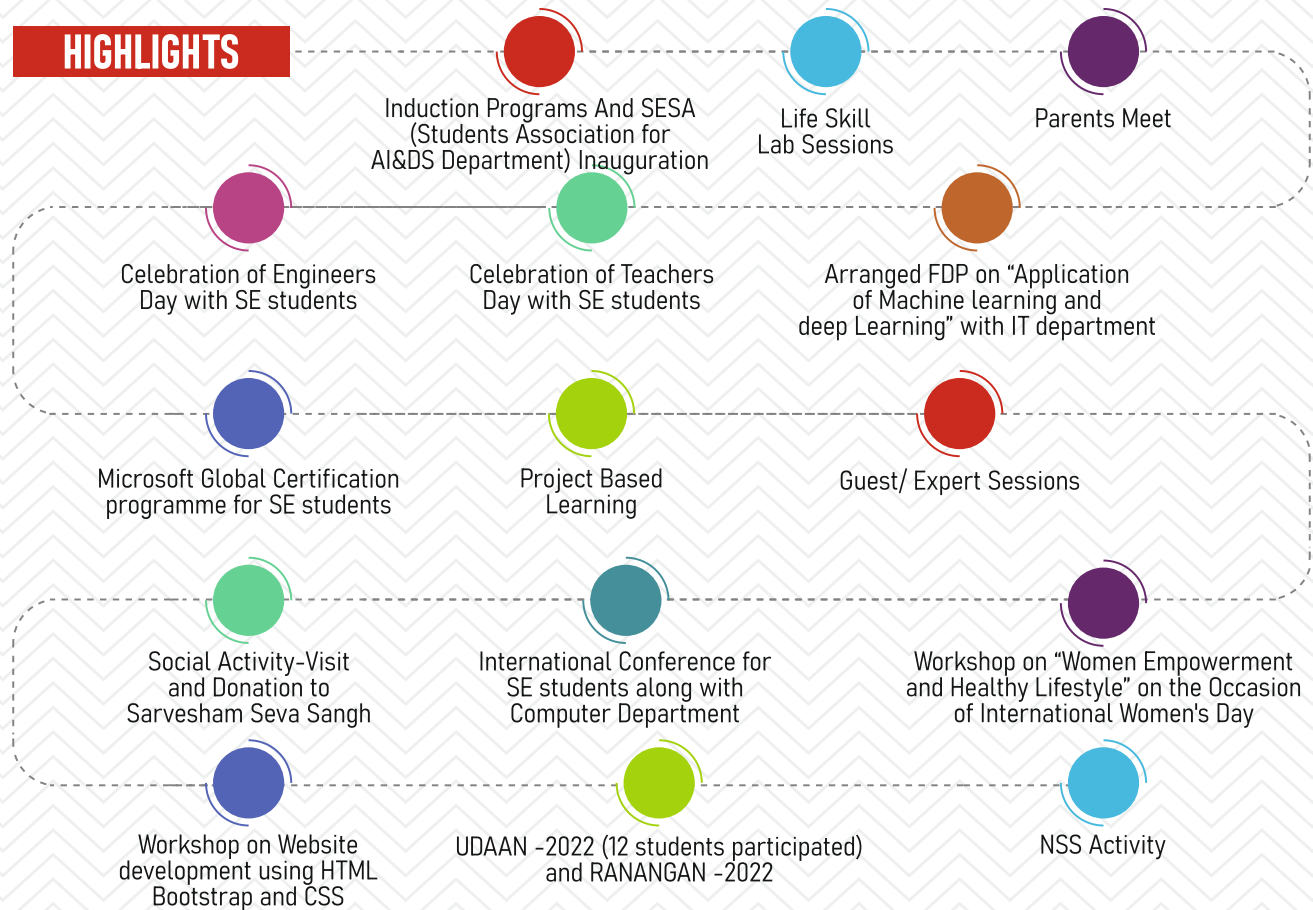 HIGHLIGHTS
Induction Programs And SESA
(Students Association for
AI&DS Department) Inauguration
Life Skill
Lab Sessions
Parents Meet
Celebration of Engineers
Day with SE students
Celebration of Teachers
Day with SE students
Arranged FDP on “Application
of Machine learning and
deep Learning” with IT department
Microsoft Global Certification
programme for SE students
Project Based
Learning
Guest/ Expert Sessions
Social Activity-Visit
and Donation to
Sarvesham Seva Sangh
International Conference for
SE students along with
Computer Department
Workshop on “Women Empowerment
and Healthy Lifestyle” on the Occasion
of International Women's Day
Workshop on Website
development using HTML
Bootstrap and CSS
UDAAN -2022 (12 students participated)
and RANANGAN -2022
NSS Activity